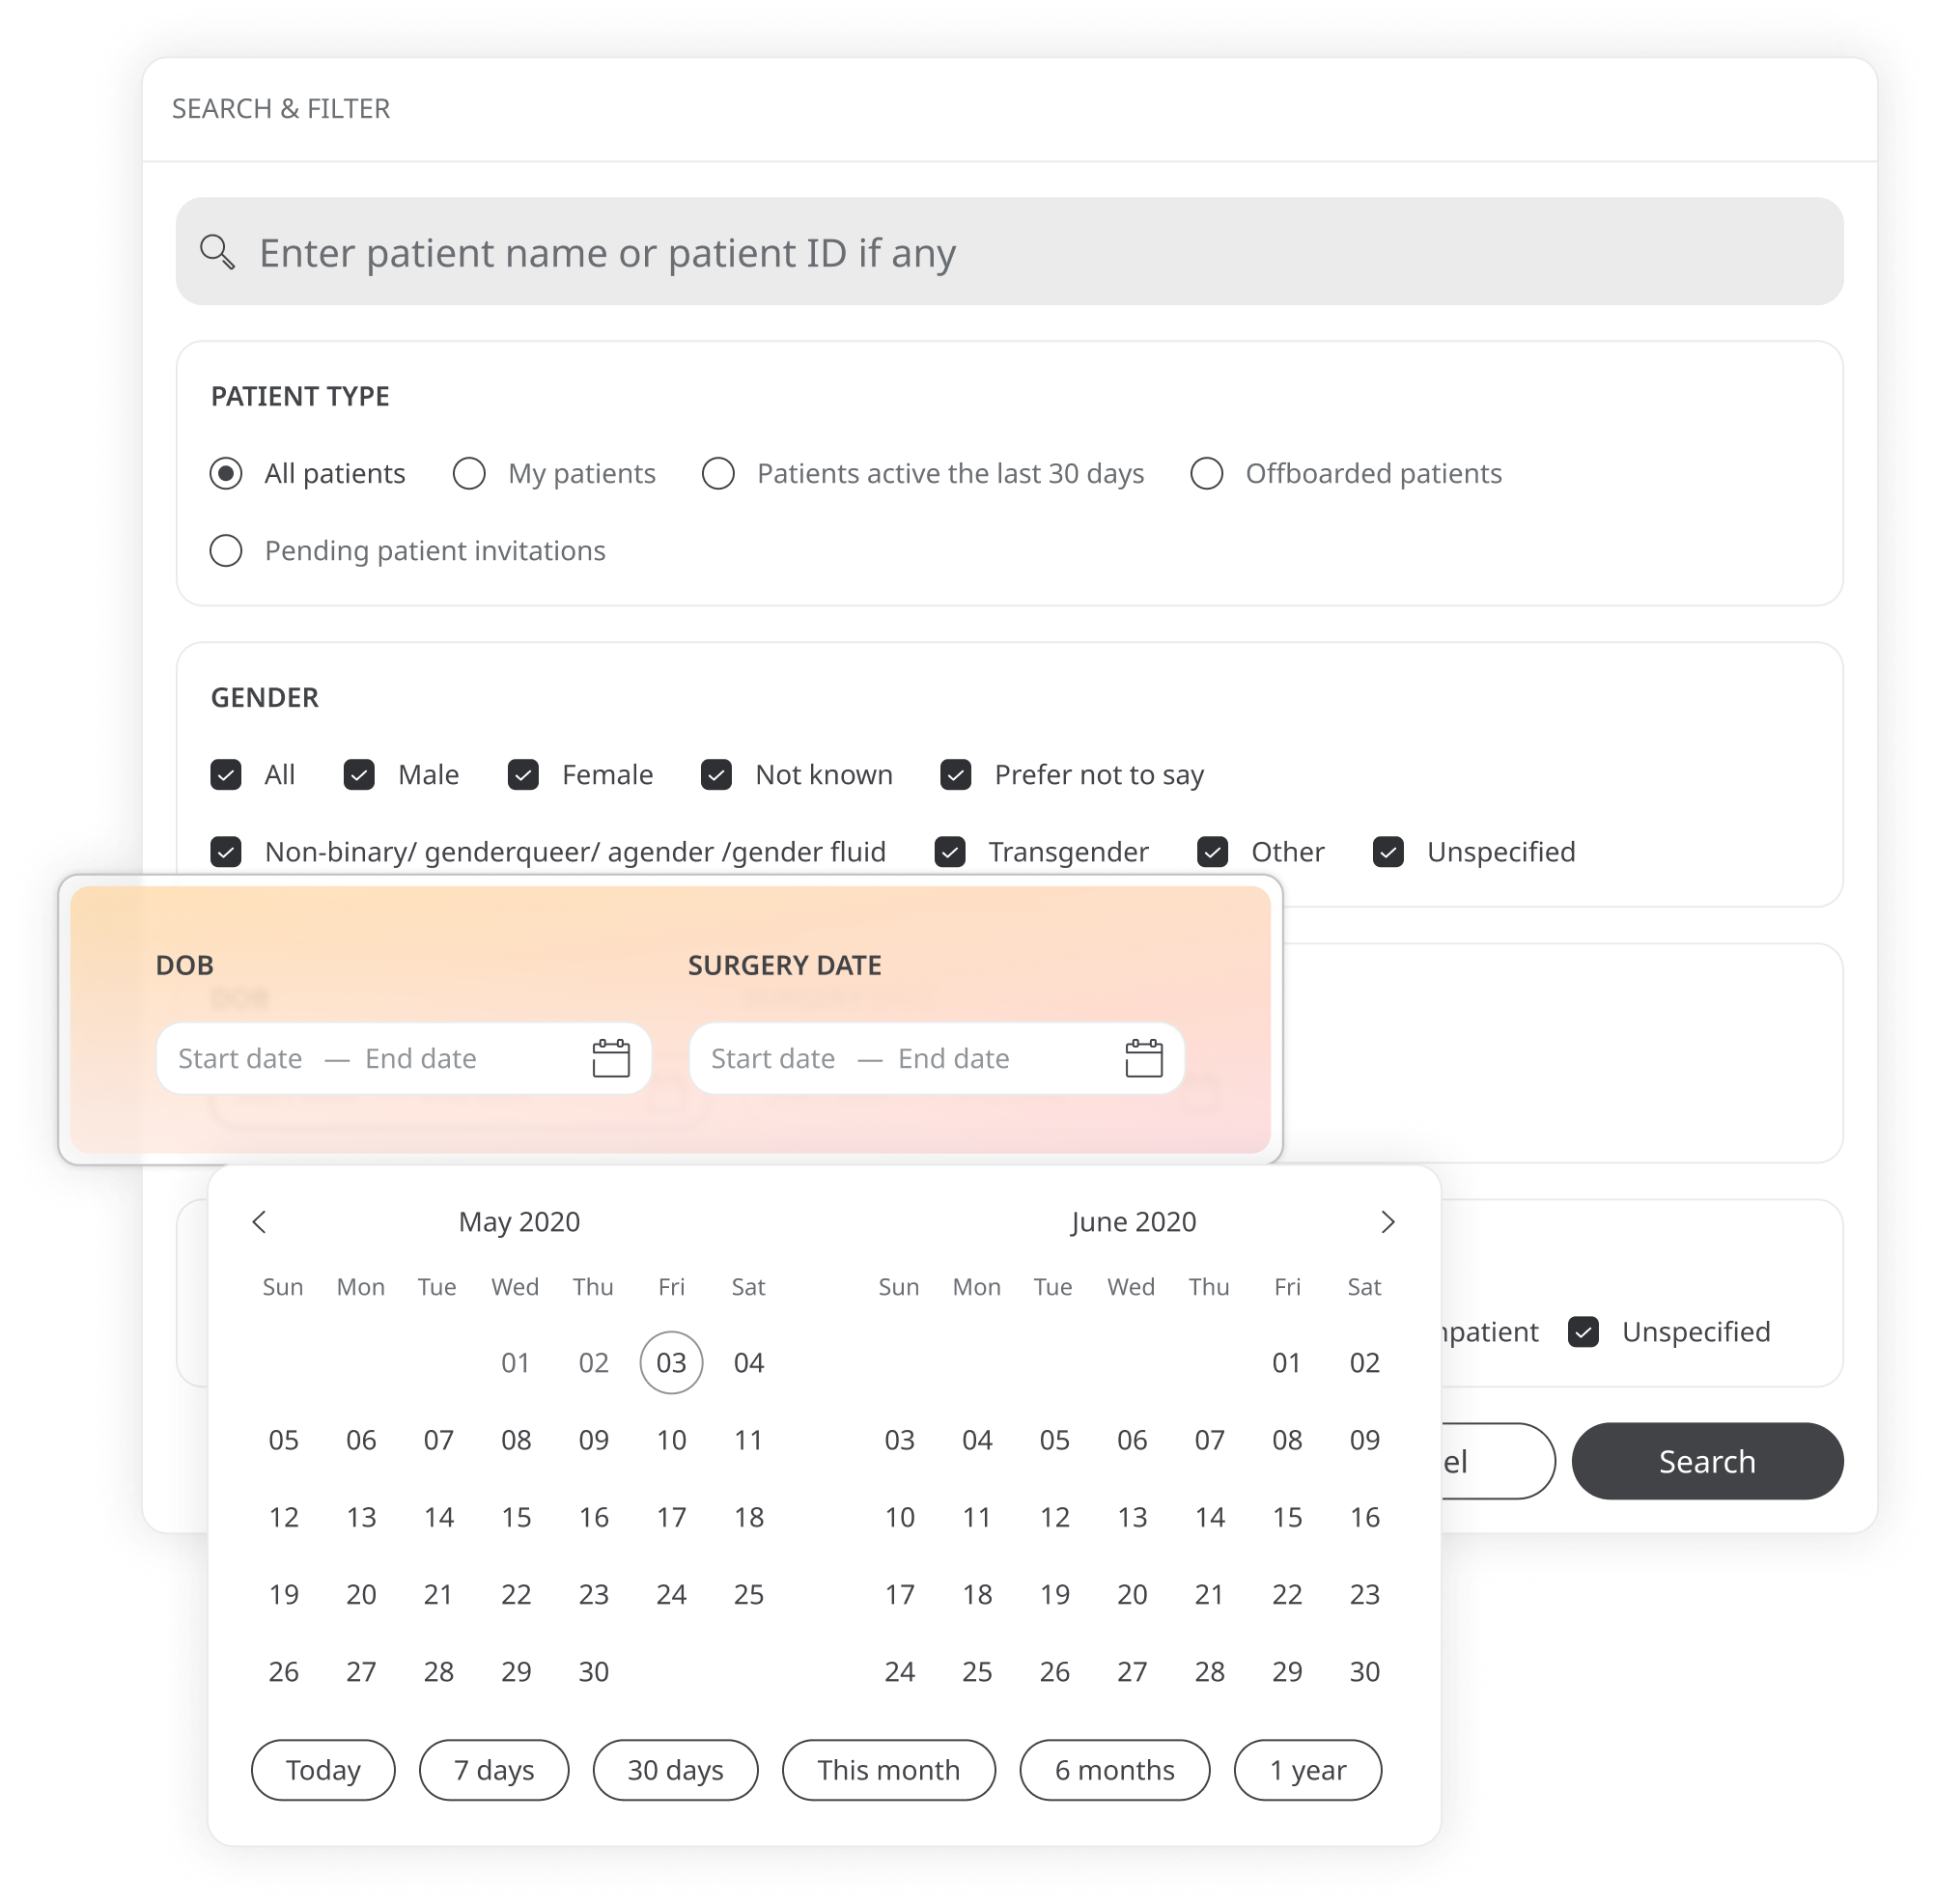 SEARCH & FILTER
Enter patient name or patient ID if any
PATIENT TYPE
All patients My patients Patients active the last 30 days Offboarded patients
Pending patient invitations
GENDER
All Male Female Not known Prefer not to say
Non-binary/ genderqueer/ agender /gender fluid Transgender Other Unspecified
DOB SURGERY DATE
Start date — End date Start date — End date
May 2020 June 2020
Sun Mon Tue Wed Thu Fri Sat Sun Mon Tue Wed Thu Fri Sat
npatient Unspecified
01 02 03 04 01 02
05 06 07 08 09 10 11 03 04 05 06 07 08 09
el Search
12 13 14 15 16 17 18 10 11 12 13 14 15 16
19 20 21 22 23 24 25 17 18 19 20 21 22 23
26 27 28 29 30 24 25 26 27 28 29 30
Today 7 days 30 days This month 6 months 1 year